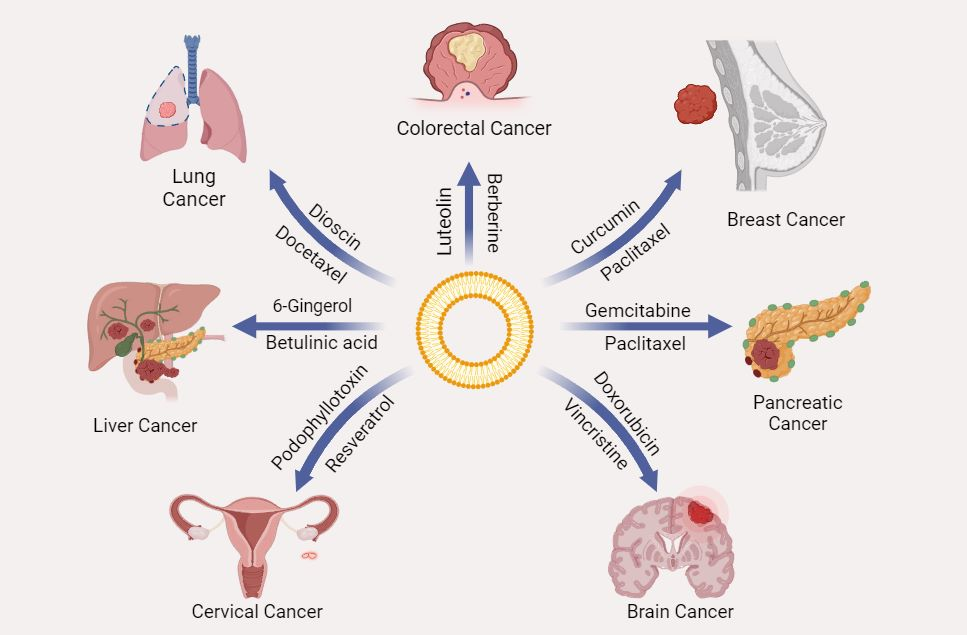 Colorectal Cancer
Lung
Cancer
Breast Cancer
Dioscin
Docetaxel
Luteolin
Berberine
Curcumin
Paclitaxel
6-Gingerol
Betulinic acid
Gemcitabine
Paclitaxel
Liver Cancer
Pancreatic
Cancer
Podophyllotoxin
Resveratrol
Doxorubicin
Vincristine
Cervical Cancer
Brain Cancer